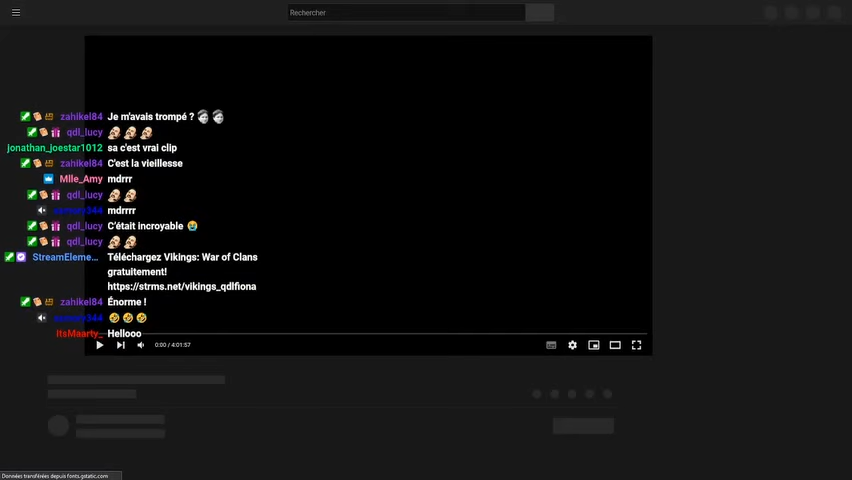 Rechercher
zahikel84 Je m'avais trompé ?
qdl_lucy
jonathan_joestar1012 sa c'est vrai clip
zahikel84 C'est la vieillesse
Mlle_Amy mdrrr
qdl_lucy
mdrrrr
qdl_lucy C'était incroyable 😭
qdl_lucy
StreamEleme... Téléchargez Vikings: War of Clans
gratuitement!
https://strms.net/vikings_qdlfiona
zahikel84 Énorme !
🤣🤣🤣
ItsMaarty_ Hellooo
0:00 / 4:01:57
Données transférées depuis fonts.gstatic.com